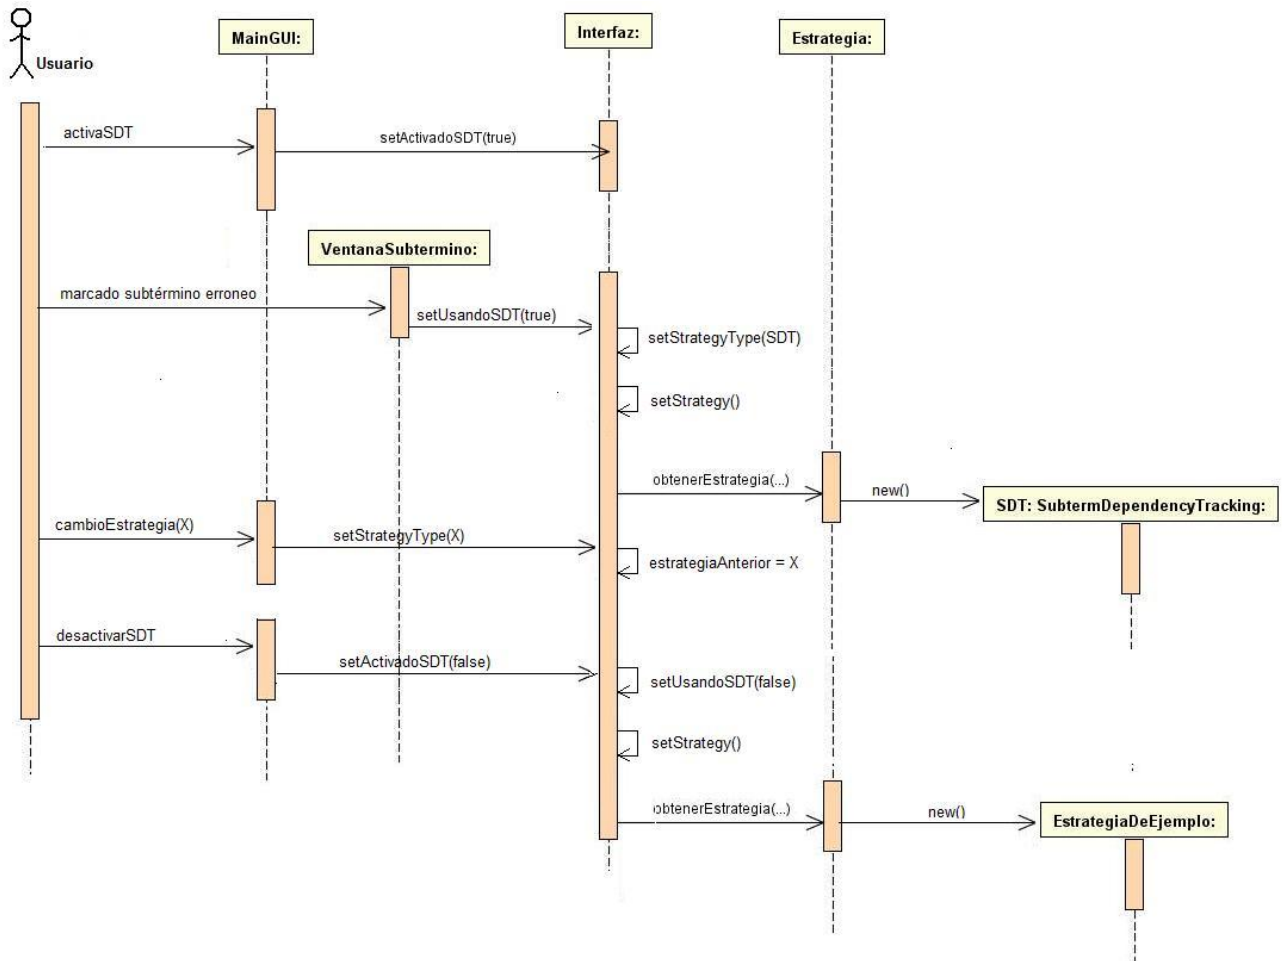 Usuario
MainGUI:
Interfaz:
Estrategia:
activaSDT
setActivadoSDT(true)
VentanaSubtermino:
marcado subtérmino erroneo
setUsandoSDT(true)
setStrategyType(SDT)
setStrategy()
obtenerEstrategia(...)
new()
SDT: SubtermDependencyTracking:
cambioEstrategia(X)
setStrategyType(X)
estrategiaAnterior = X
desactivarSDT
setActivadoSDT(false)
setUsandoSDT(false)
setStrategy()
obtenerEstrategia(...)
new()
EstrategiaDeEjemplo: